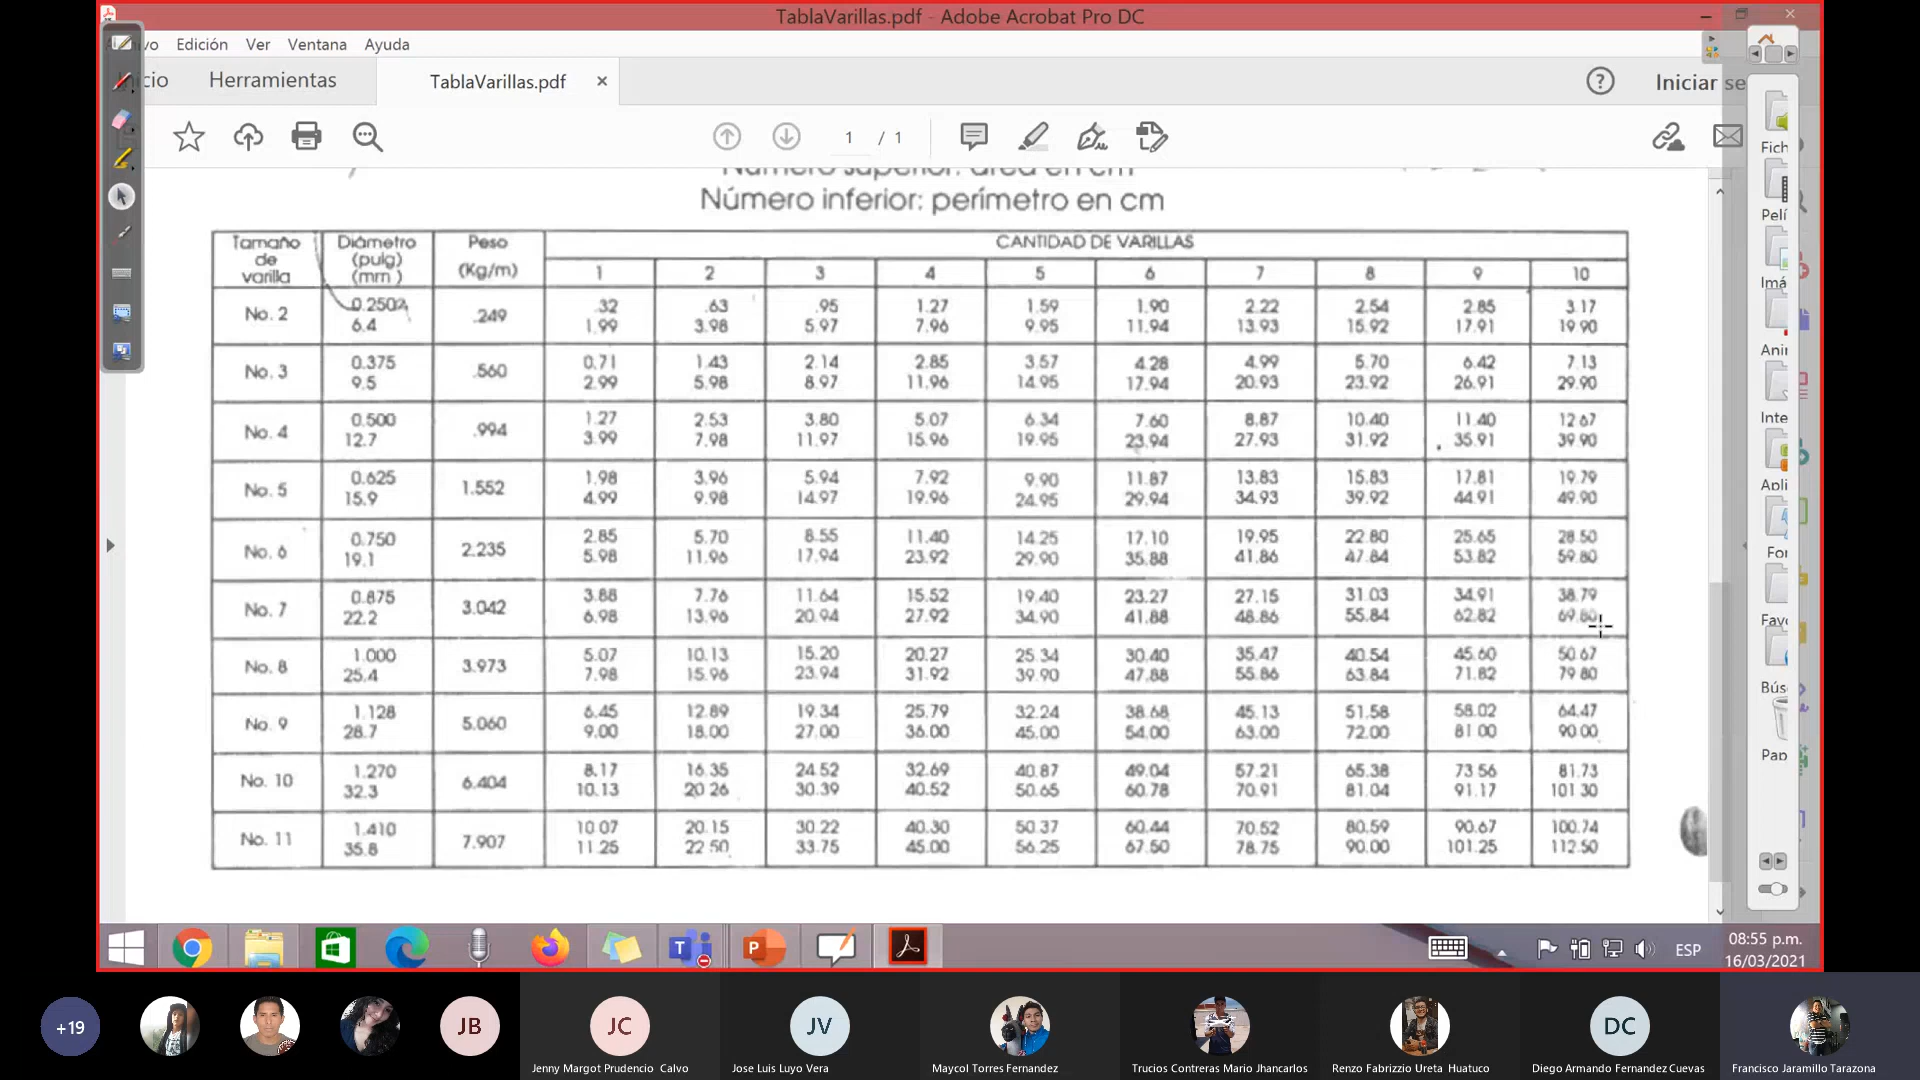 TablaVarillas.pdf - Adobe Acrobat Pro DC
Edición Ver Ventana Ayuda
Herramientas TablaVarillas.pdf × ? Iniciar se
1 / 1
Número superior: área en cm
Número inferior: perímetro en cm
Tamaño de varilla Diámetro (pulg) (mm) Peso (Kg/m) CANTIDAD DE VARILLAS
1 2 3 4 5 6 7 8 9 10
No. 2 0.250 .249 .32 .63 .95 1.27 1.59 1.90 2.22 2.54 2.85 3.17
6.4 1.99 3.98 5.97 7.96 9.95 11.94 13.93 15.92 17.91 19.90
No. 3 0.375 .560 0.71 1.43 2.14 2.85 3.57 4.28 4.99 5.70 6.42 7.13
9.5 2.99 5.98 8.97 11.96 14.95 17.94 20.93 23.92 26.91 29.90
No. 4 0.500 .994 1.27 2.53 3.80 5.07 6.34 7.60 8.87 10.40 11.40 12.67
12.7 3.99 7.98 11.97 15.96 19.95 23.94 27.93 31.92 35.91 39.90
No. 5 0.625 1.552 1.98 3.96 5.94 7.92 9.90 11.87 13.83 15.83 17.81 19.79
15.9 4.99 9.98 14.97 19.96 24.95 29.94 34.93 39.92 44.91 49.90
No. 6 0.750 2.235 2.85 5.70 8.55 11.40 14.25 17.10 19.95 22.80 25.65 28.50
19.1 5.98 11.96 17.94 23.92 29.90 35.88 41.86 47.84 53.82 59.80
No. 7 0.875 3.042 3.88 7.76 11.64 15.52 19.40 23.27 27.15 31.03 34.91 38.79
22.2 6.98 13.96 20.94 27.92 34.90 41.88 48.86 55.84 62.82 69.80
No. 8 1.000 3.973 5.07 10.13 15.20 20.27 25.34 30.40 35.47 40.54 45.60 50.67
25.4 7.98 15.96 23.94 31.92 39.90 47.88 55.86 63.84 71.82 79.80
No. 9 1.128 5.060 6.45 12.89 19.34 25.79 32.24 38.68 45.13 51.58 58.02 64.47
28.7 9.00 18.00 27.00 36.00 45.00 54.00 63.00 72.00 81.00 90.00
No. 10 1.270 6.404 8.17 16.35 24.52 32.69 40.87 49.04 57.21 65.38 73.56 81.73
32.3 10.13 20.26 30.39 40.52 50.65 60.78 70.91 81.04 91.17 101.30
No. 11 1.410 7.907 10.07 20.15 30.22 40.30 50.37 60.44 70.52 80.59 90.67 100.74
35.8 11.25 22.50 33.75 45.00 56.25 67.50 78.75 90.00 101.25 112.50
Fich
Pelí
Imá
Anir
Inte
Apli
For
Favo
Bús
Pap
ESP 08:55 p.m.
16/03/2021
+19 JB JC JV DC
Jenny Margot Prudencio Calvo Jose Luis Luyo Vera Maycol Torres Fernandez Trucios Contreras Mario Jhancarlos Renzo Fabrizzio Ureta Huatuco Diego Armando Fernandez Cuevas Francisco Jaramillo Tarazona